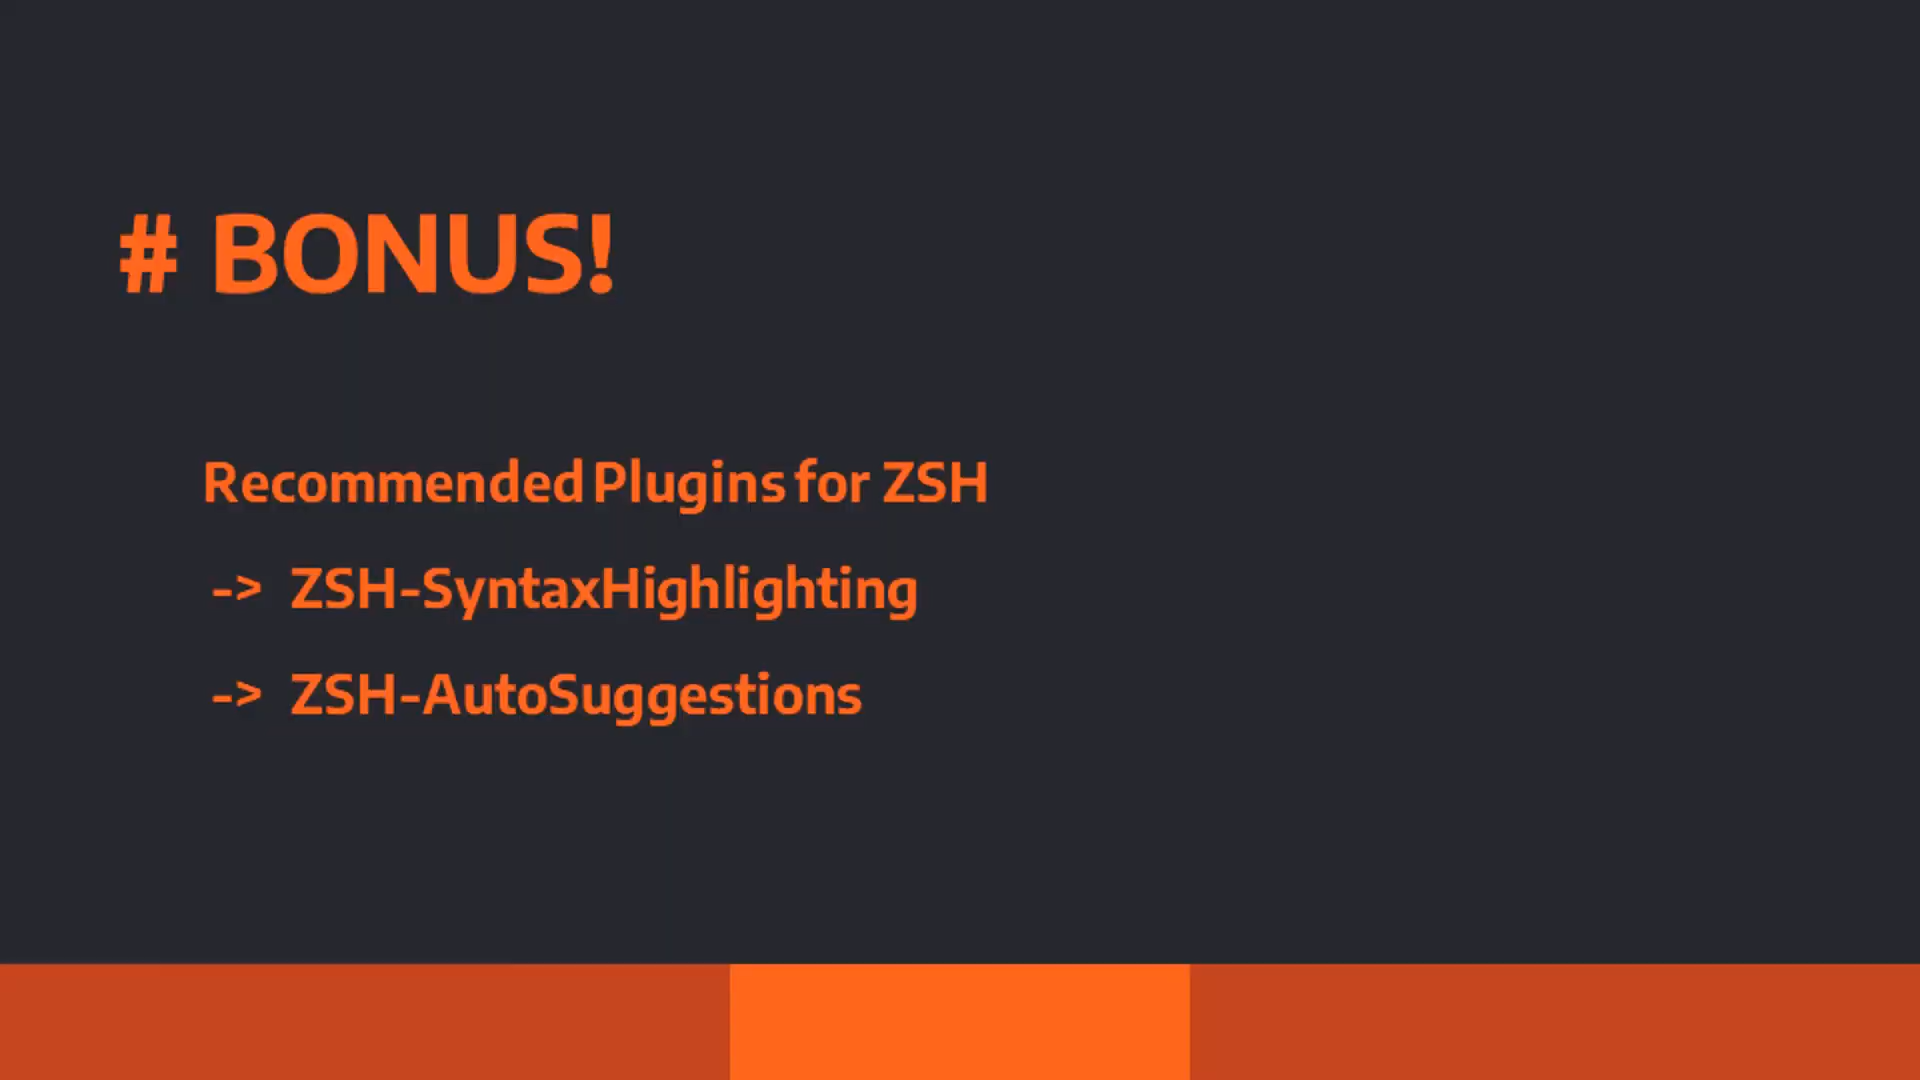 # BONUS!
Recommended Plugins for ZSH
-> ZSH-SyntaxHighlighting
-> ZSH-AutoSuggestions